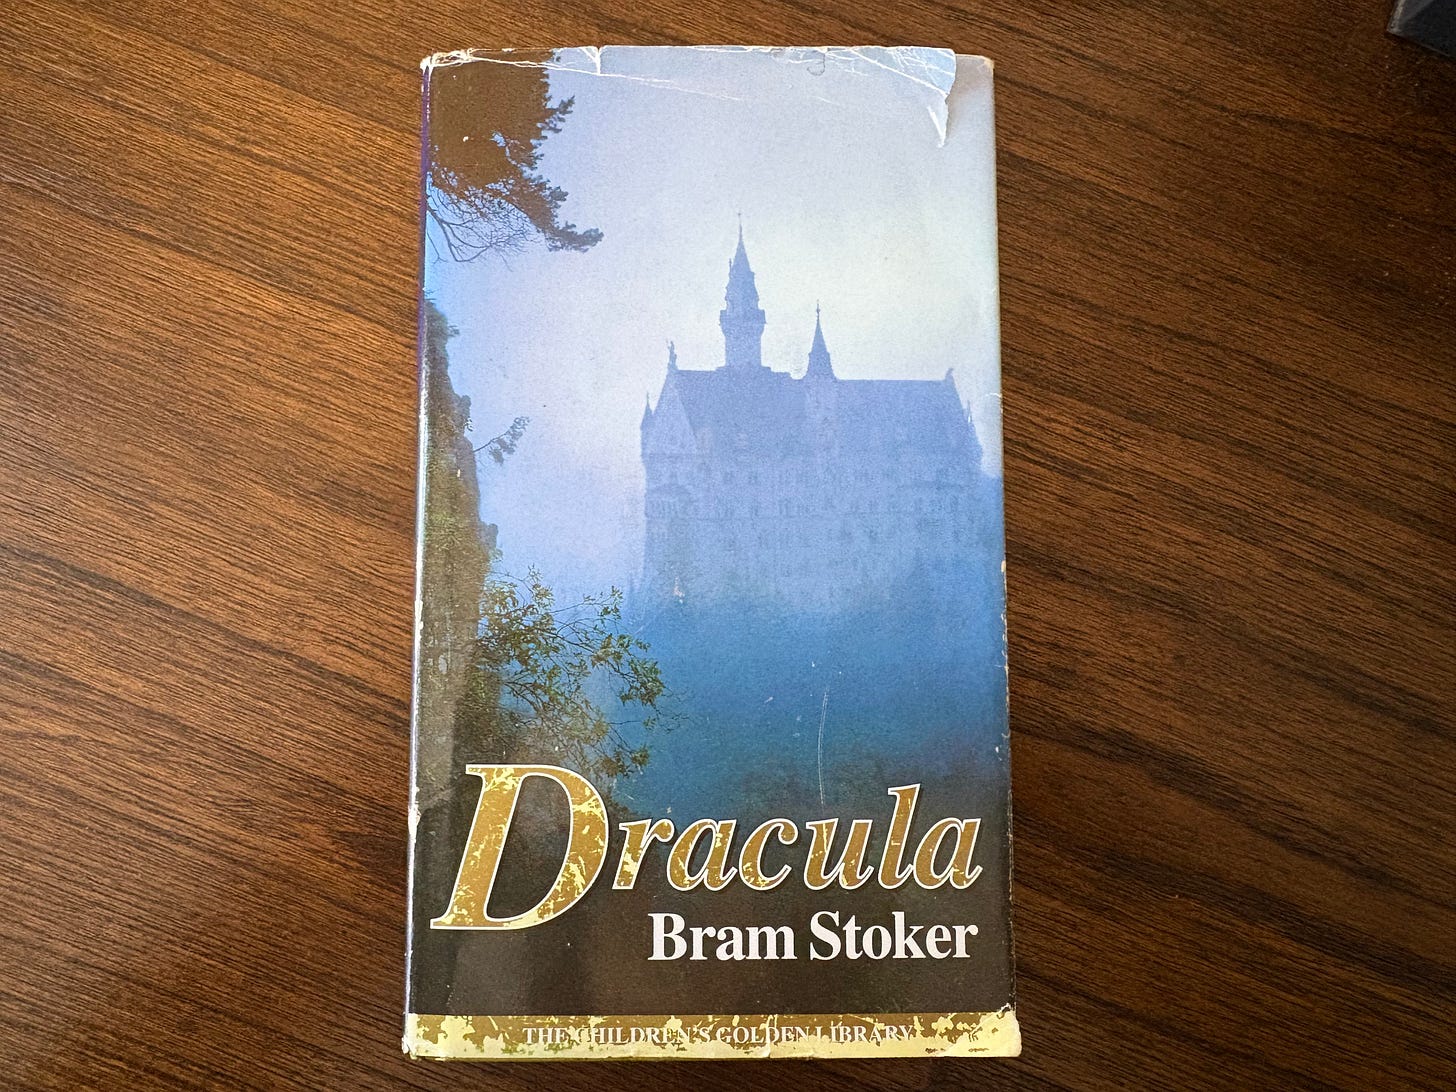 Dracula
Bram Stoker
THE CHILDREN'S GOLDEN LIBRARY